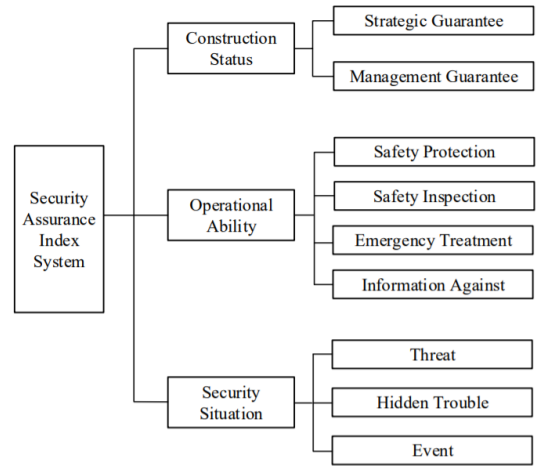 Security
Assurance
Index
System
Construction
Status
Strategic Guarantee
Management Guarantee
Operational
Ability
Safety Protection
Safety Inspection
Emergency Treatment
Information Against
Security
Situation
Threat
Hidden Trouble
Event